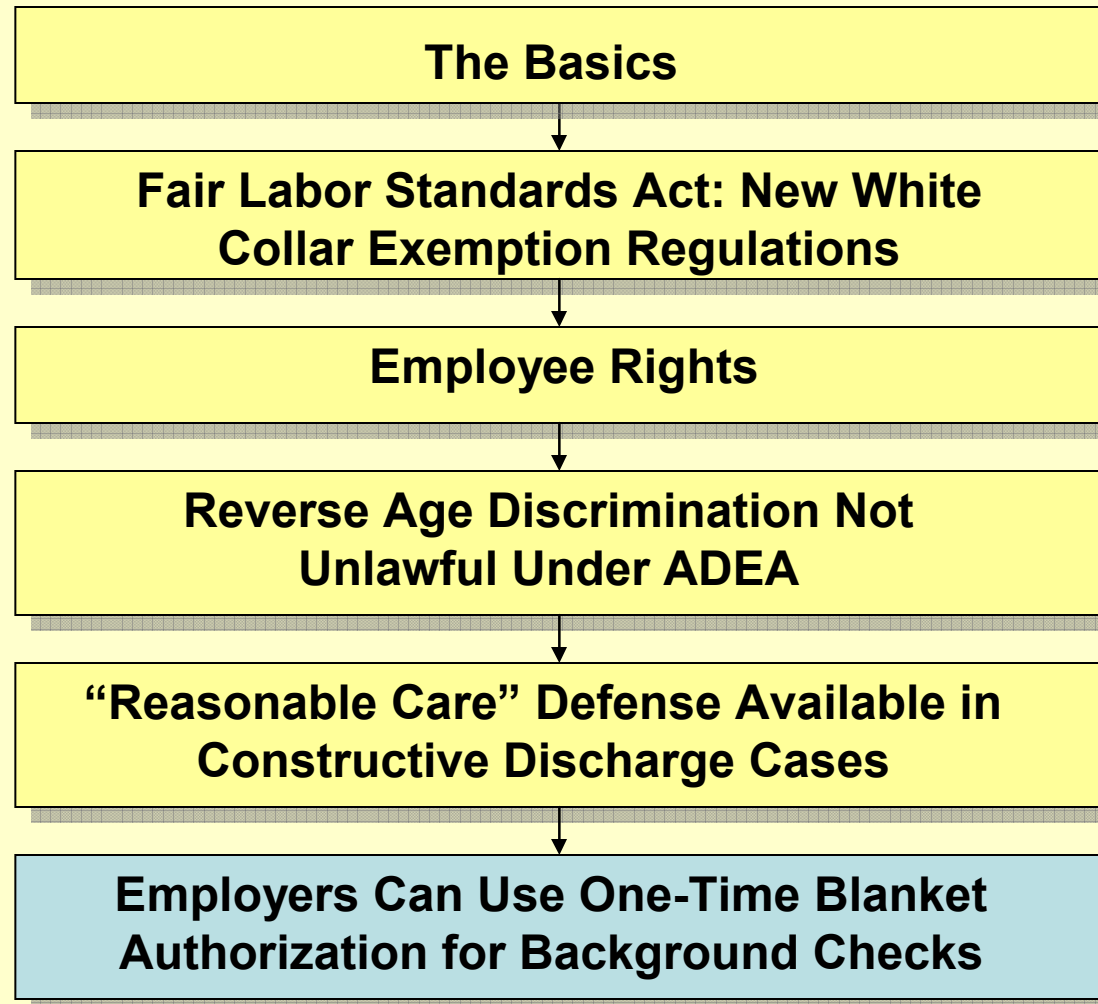 The Basics
Fair Labor Standards Act: New White
Collar Exemption Regulations
Employee Rights
Reverse Age Discrimination Not
Unlawful Under ADEA
“Reasonable Care” Defense Available in
Constructive Discharge Cases
Employers Can Use One-Time Blanket
Authorization for Background Checks